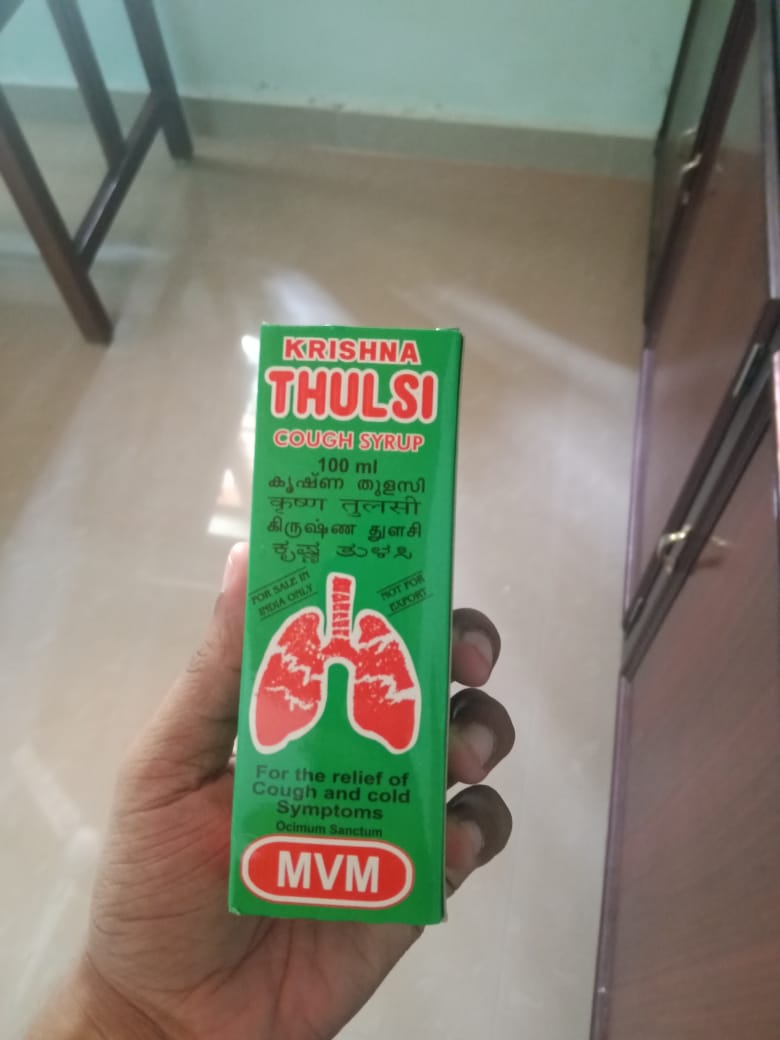 KRISHNA
THULSI
COUGH SYRUP
100 ml
കൃഷ്ണ തുളസി
कृष्ण तुलसी
கிருஷ்ண துளசி
ಕೃಷ್ಣ ತುಳಸಿ
FOR SALE IN
INDIA ONLY
NOT FOR
EXPORT
For the relief of
Cough and cold
Symptoms
Ocimum Sanctum
MVM